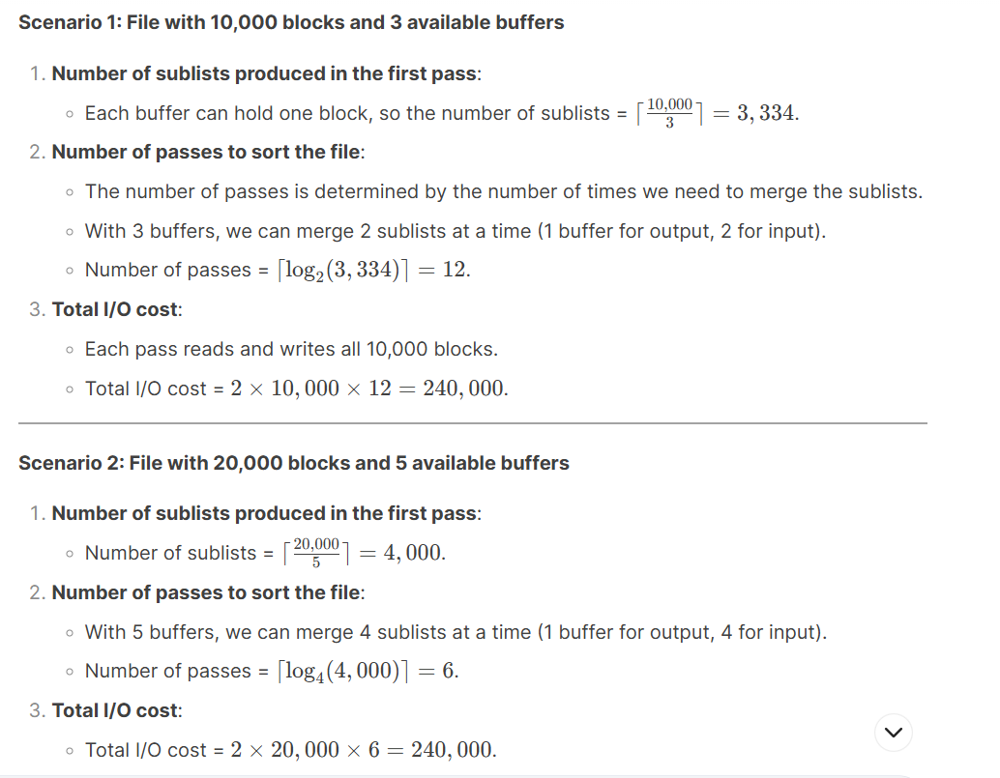 Scenario 1: File with 10,000 blocks and 3 available buffers
1. Number of sublists produced in the first pass:
◦ Each buffer can hold one block, so the number of sublists = ⌈10,000/3⌉ = 3,334.
2. Number of passes to sort the file:
◦ The number of passes is determined by the number of times we need to merge the sublists.
◦ With 3 buffers, we can merge 2 sublists at a time (1 buffer for output, 2 for input).
◦ Number of passes = ⌈log₂(3,334)⌉ = 12.
3. Total I/O cost:
◦ Each pass reads and writes all 10,000 blocks.
◦ Total I/O cost = 2 × 10,000 × 12 = 240,000.
Scenario 2: File with 20,000 blocks and 5 available buffers
1. Number of sublists produced in the first pass:
◦ Number of sublists = ⌈20,000/5⌉ = 4,000.
2. Number of passes to sort the file:
◦ With 5 buffers, we can merge 4 sublists at a time (1 buffer for output, 4 for input).
◦ Number of passes = ⌈log₄(4,000)⌉ = 6.
3. Total I/O cost:
◦ Total I/O cost = 2 × 20,000 × 6 = 240,000.